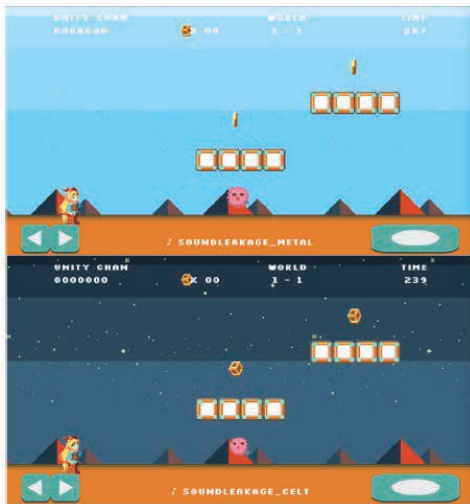 UNITY CHAN WORLD TIME
0000000 X 00 1 - 1 287
♪ SOUNDLEAKAGE_METAL
UNITY CHAN WORLD TIME
0000000 X 00 1 - 1 239
♪ SOUNDLEAKAGE_CELT